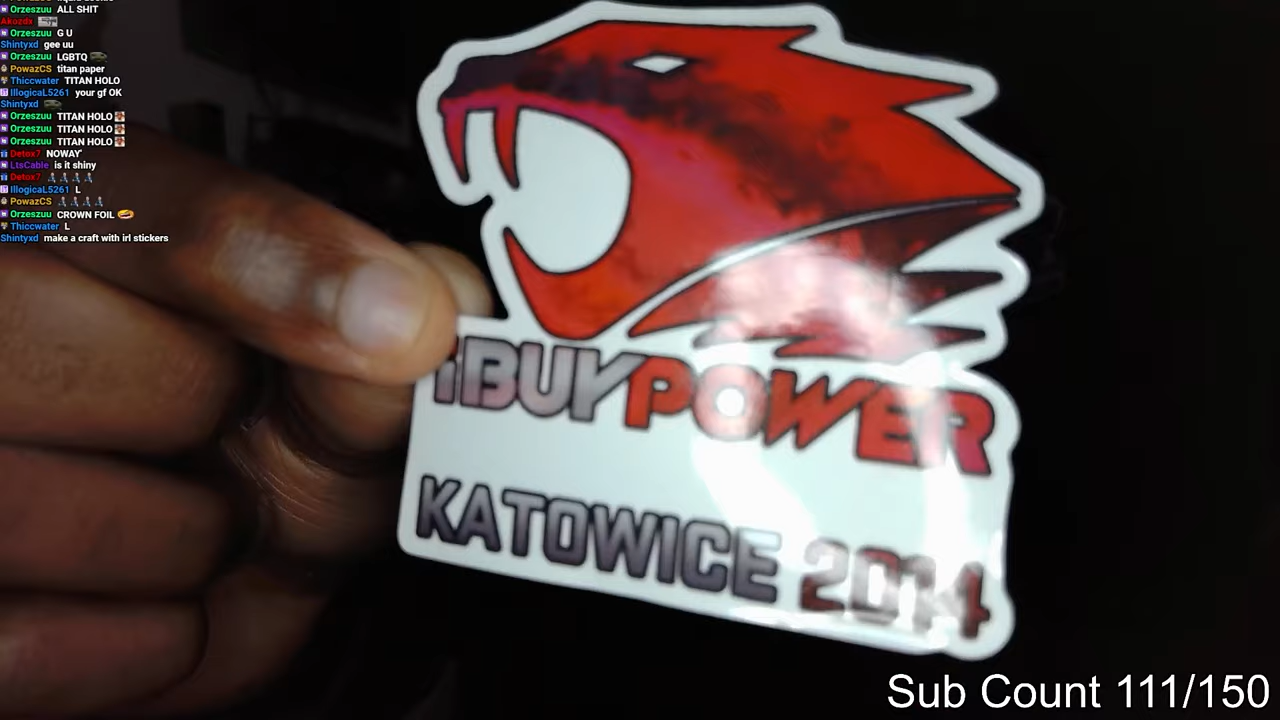 Orzeszuu ALL SHIT
Akozdx
Orzeszuu G U
Shintyxd gee uu
Orzeszuu LGBTQ
PowazCS titan paper
Thiccwater TITAN HOLO
IllogicaL5261 your gf OK
Shintyxd
Orzeszuu TITAN HOLO
Orzeszuu TITAN HOLO
Orzeszuu TITAN HOLO
Detox7 NOWAY'
LtsCable is it shiny
Detox7
IllogicaL5261 L
PowazCS
Orzeszuu CROWN FOIL
Thiccwater L
Shintyxd make a craft with irl stickers
iBUYPOWER
KATOWICE 2014
Sub Count 111/150